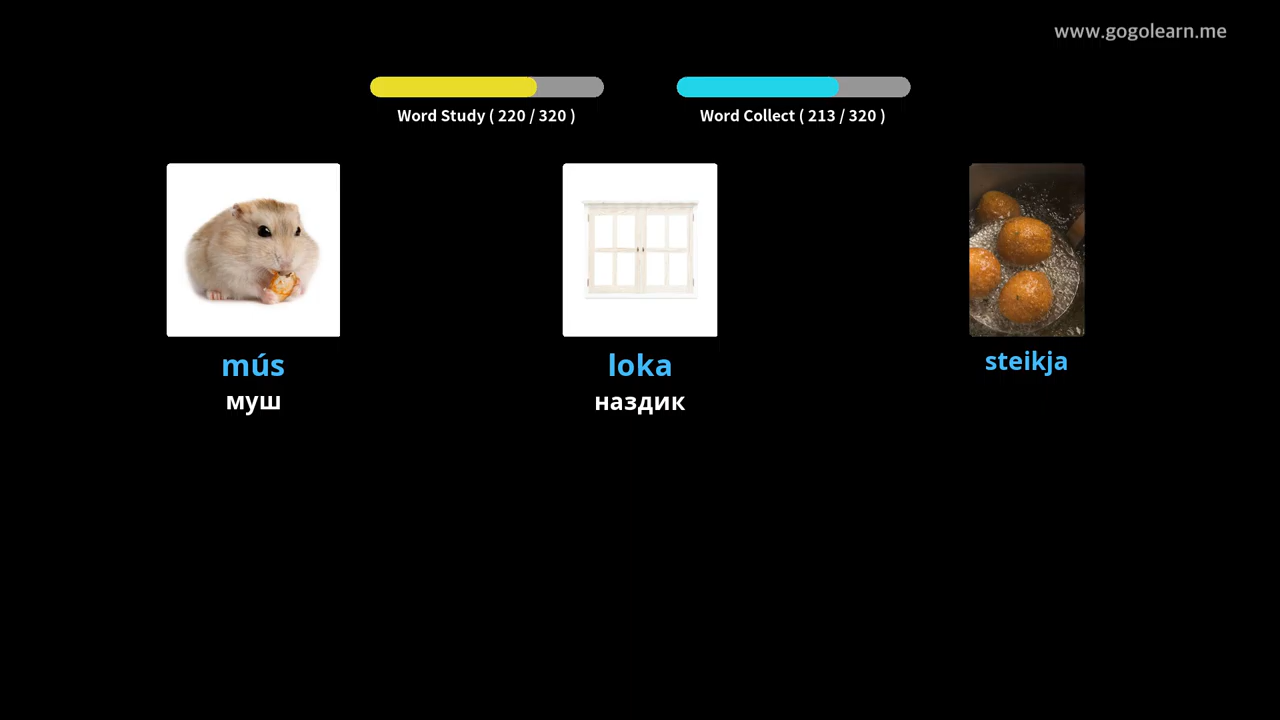 www.gogolearn.me
Word Study ( 220 / 320 )
Word Collect ( 213 / 320 )
mús
муш
loka
наздик
steikja